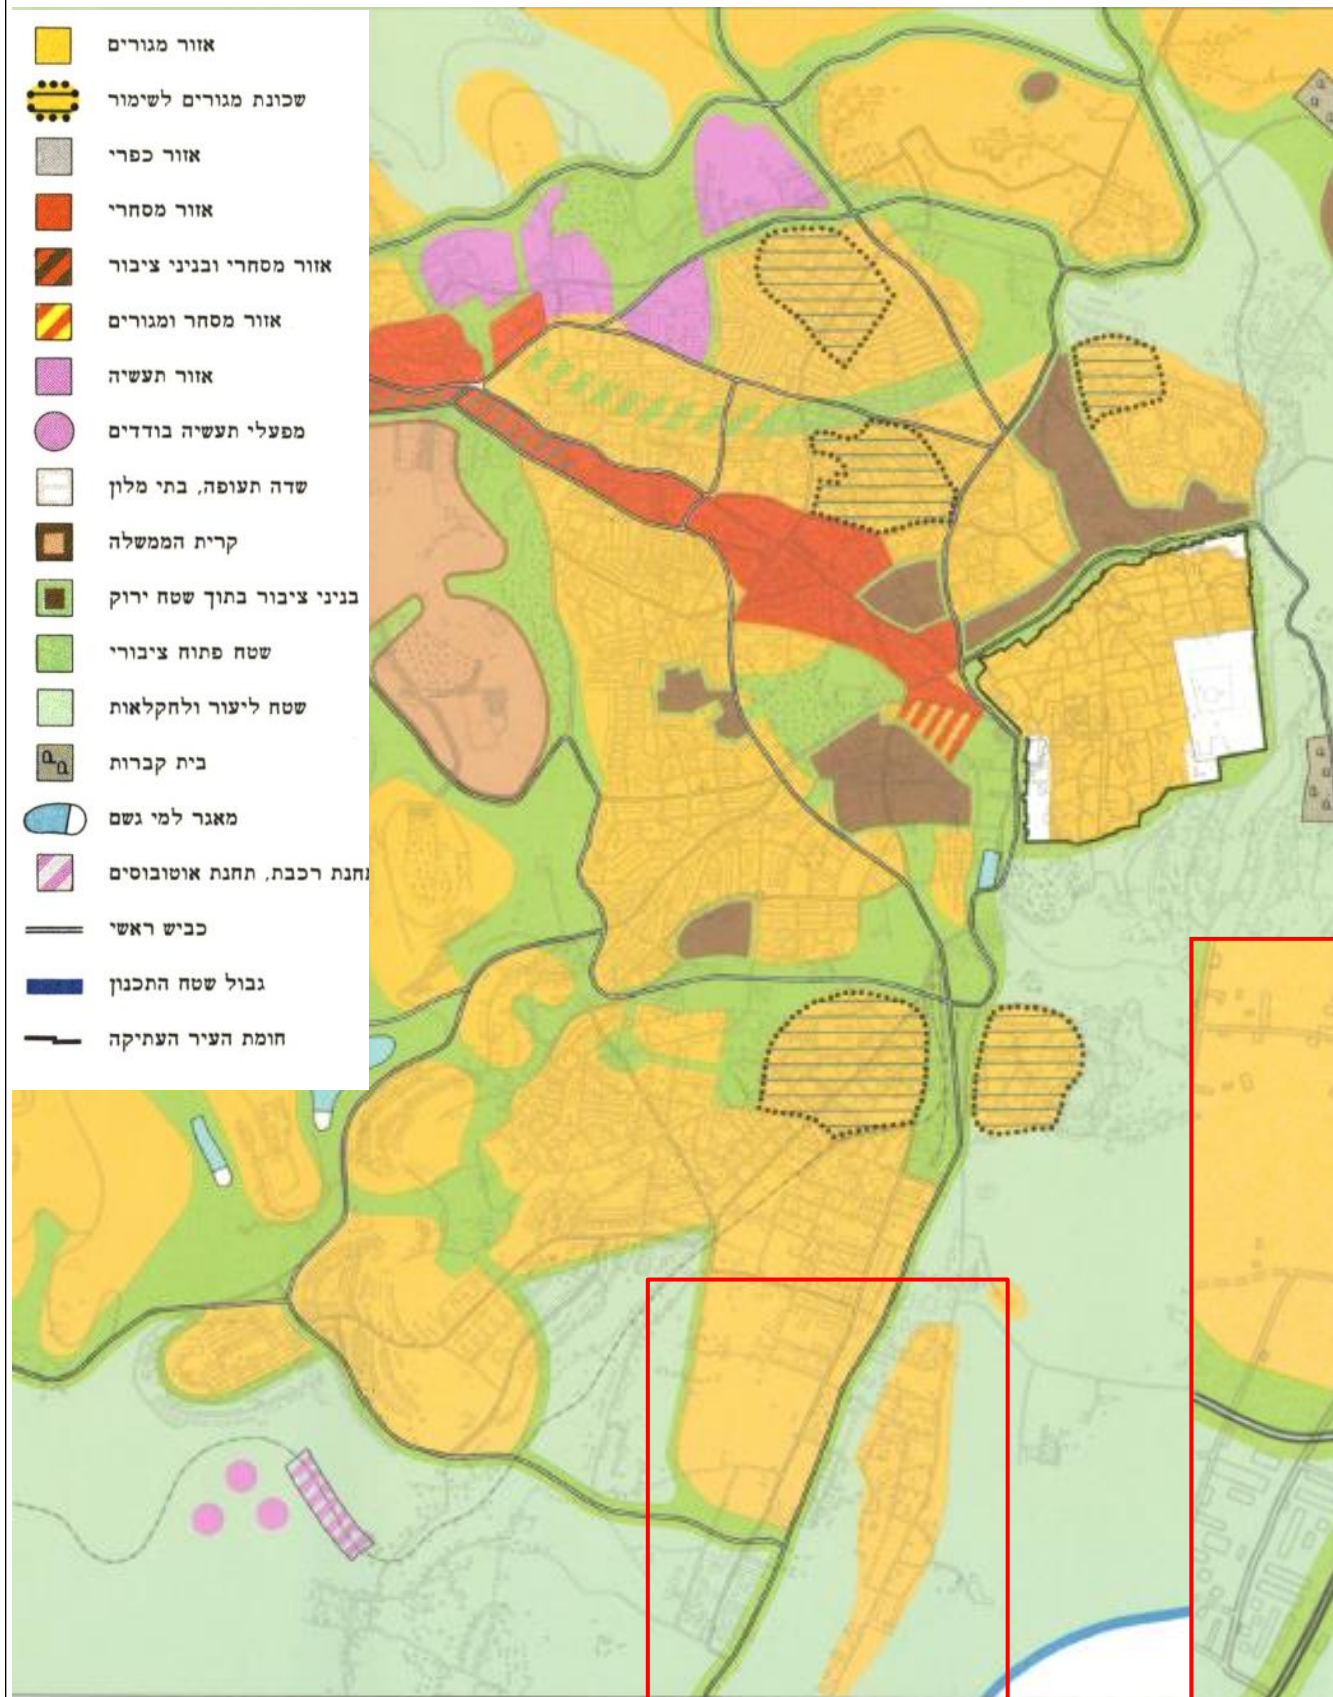 אזור מגורים
שכונת מגורים לשימור
אזור כפרי
אזור מסחרי
אזור מסחרי ובניני ציבור
אזור מסחר ומגורים
אזור תעשיה
מפעלי תעשיה בודדים
שדה תעופה, בתי מלון
קרית הממשלה
בניני ציבור בתוך שטח ירוק
שטח פתוח ציבורי
שטח ליעור ולחקלאות
בית קברות
מאגר למי גשם
תחנת רכבת, תחנת אוטובוסים
כביש ראשי
גבול שטח התכנון
חומת העיר העתיקה